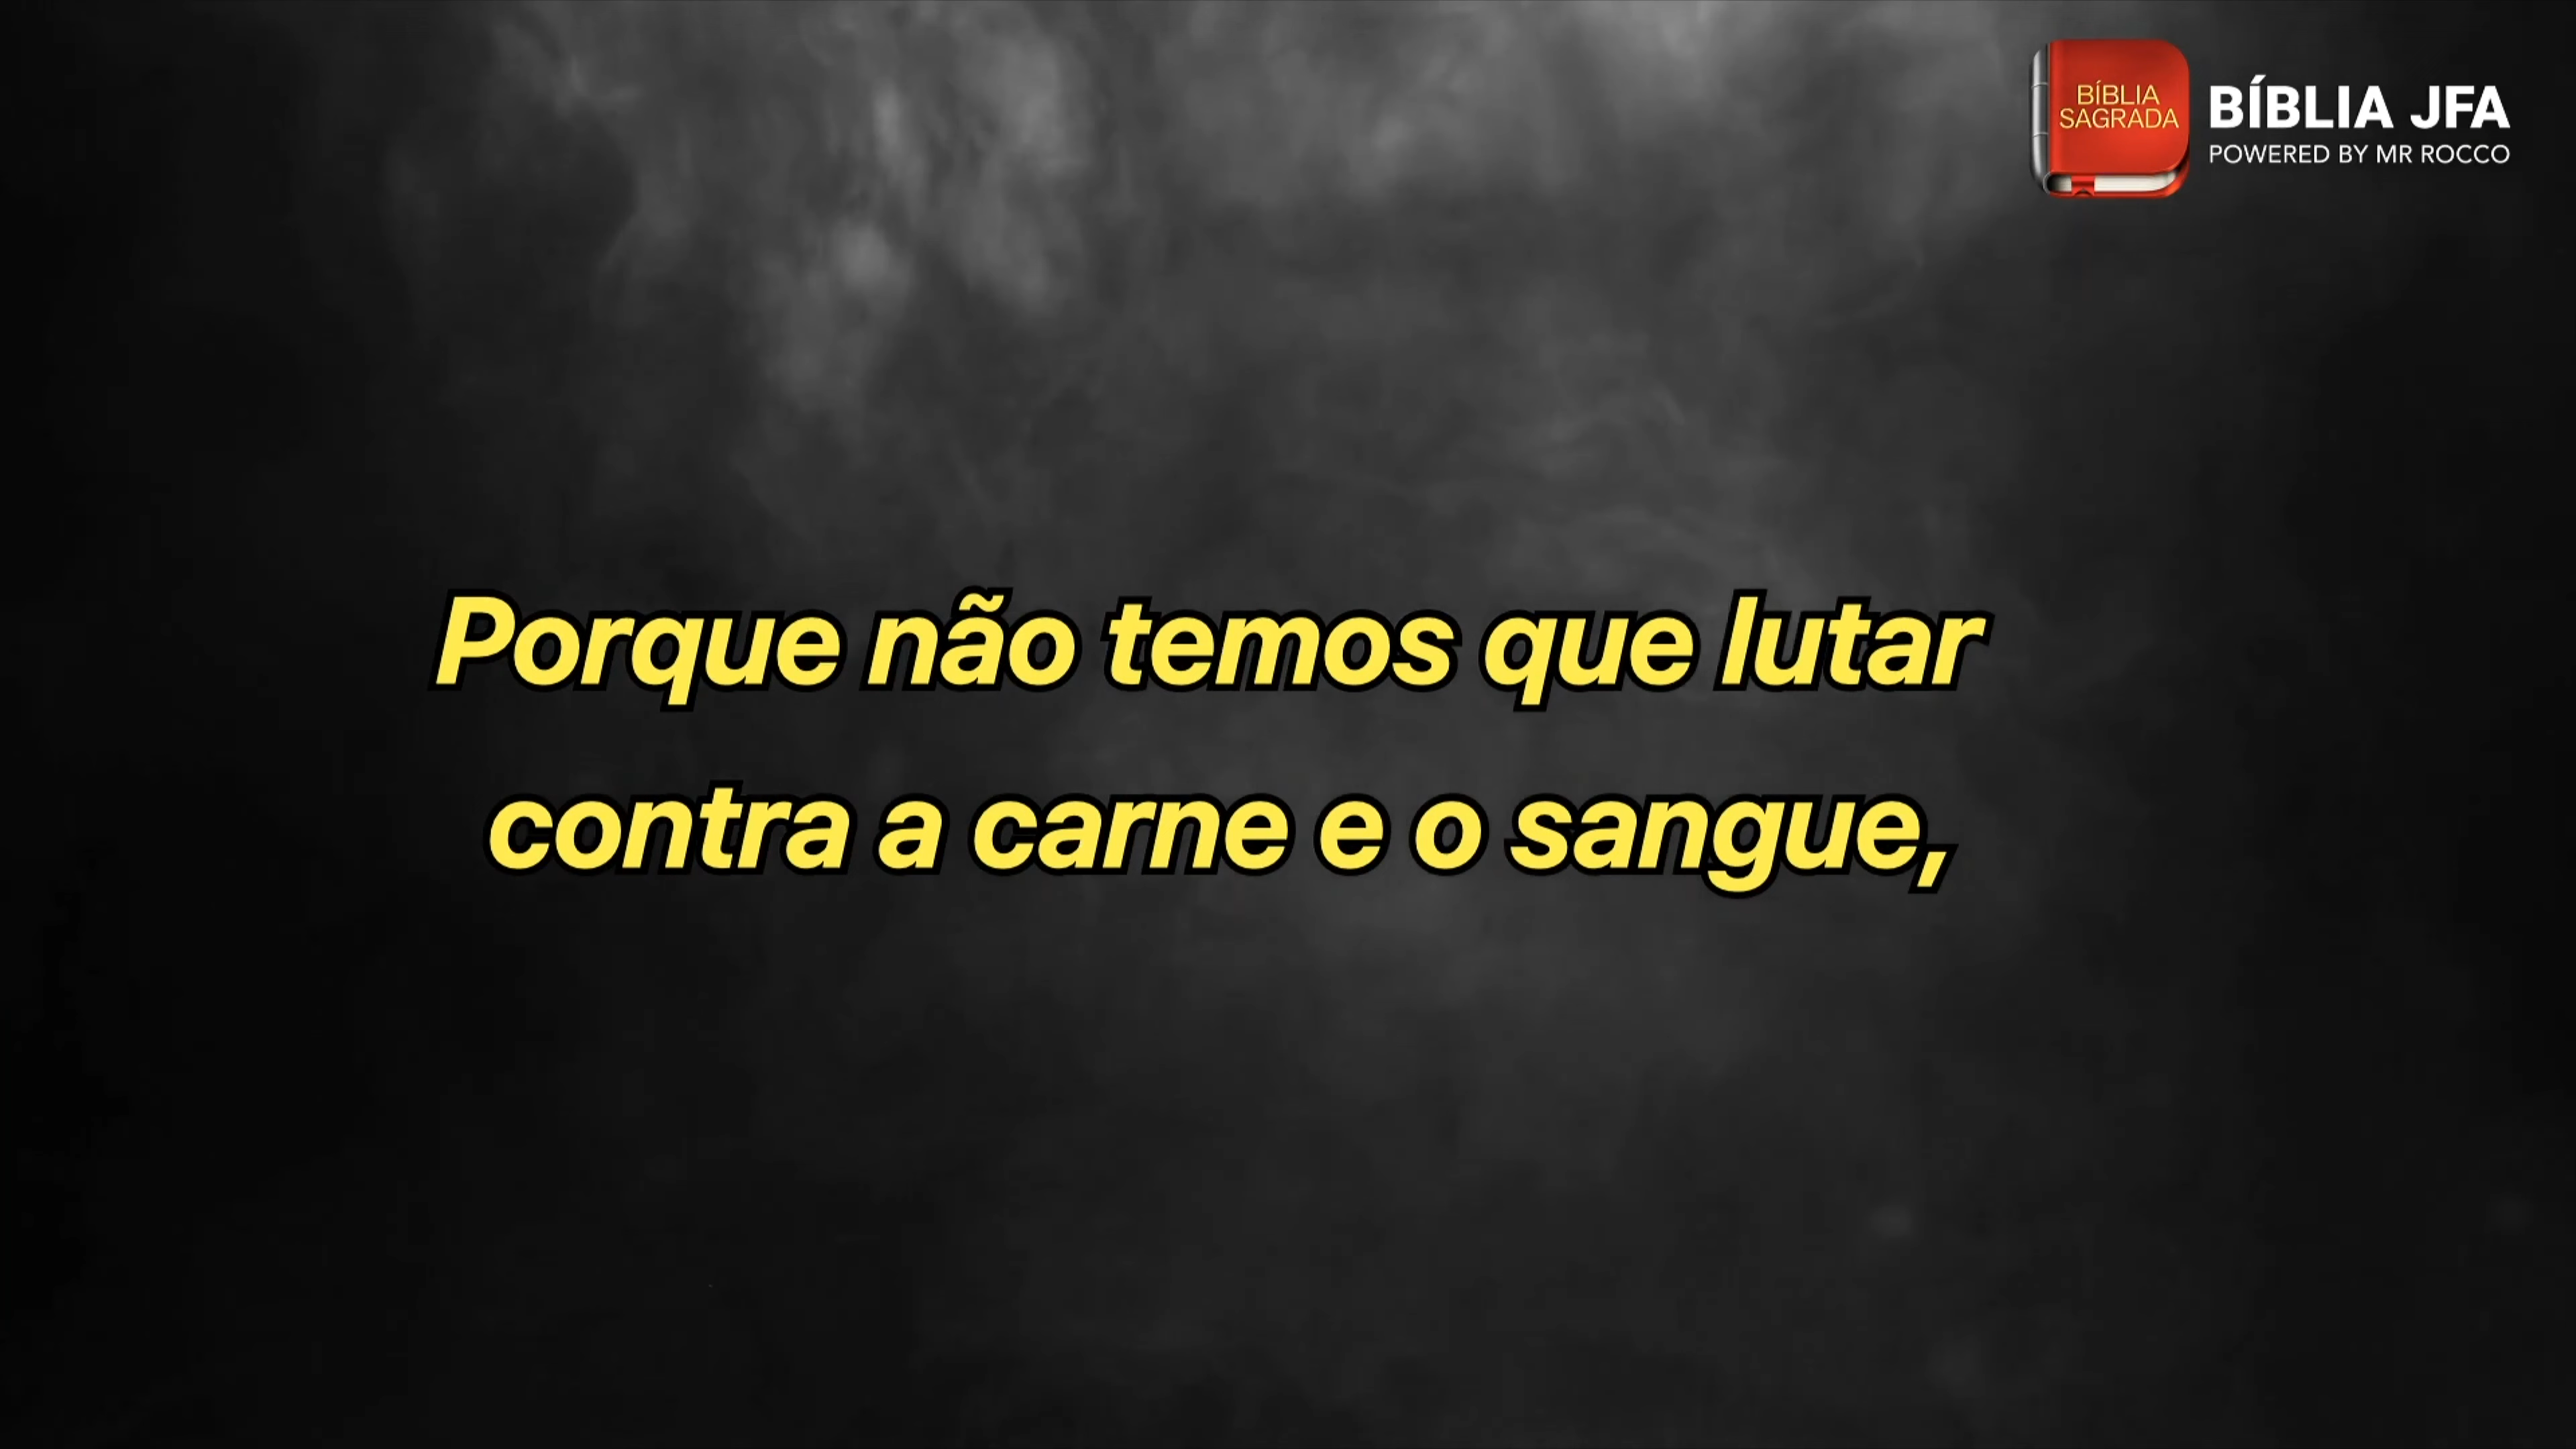 BÍBLIA
SAGRADA
BÍBLIA JFA
POWERED BY MR ROCCO
Porque não temos que lutar
contra a carne e o sangue,